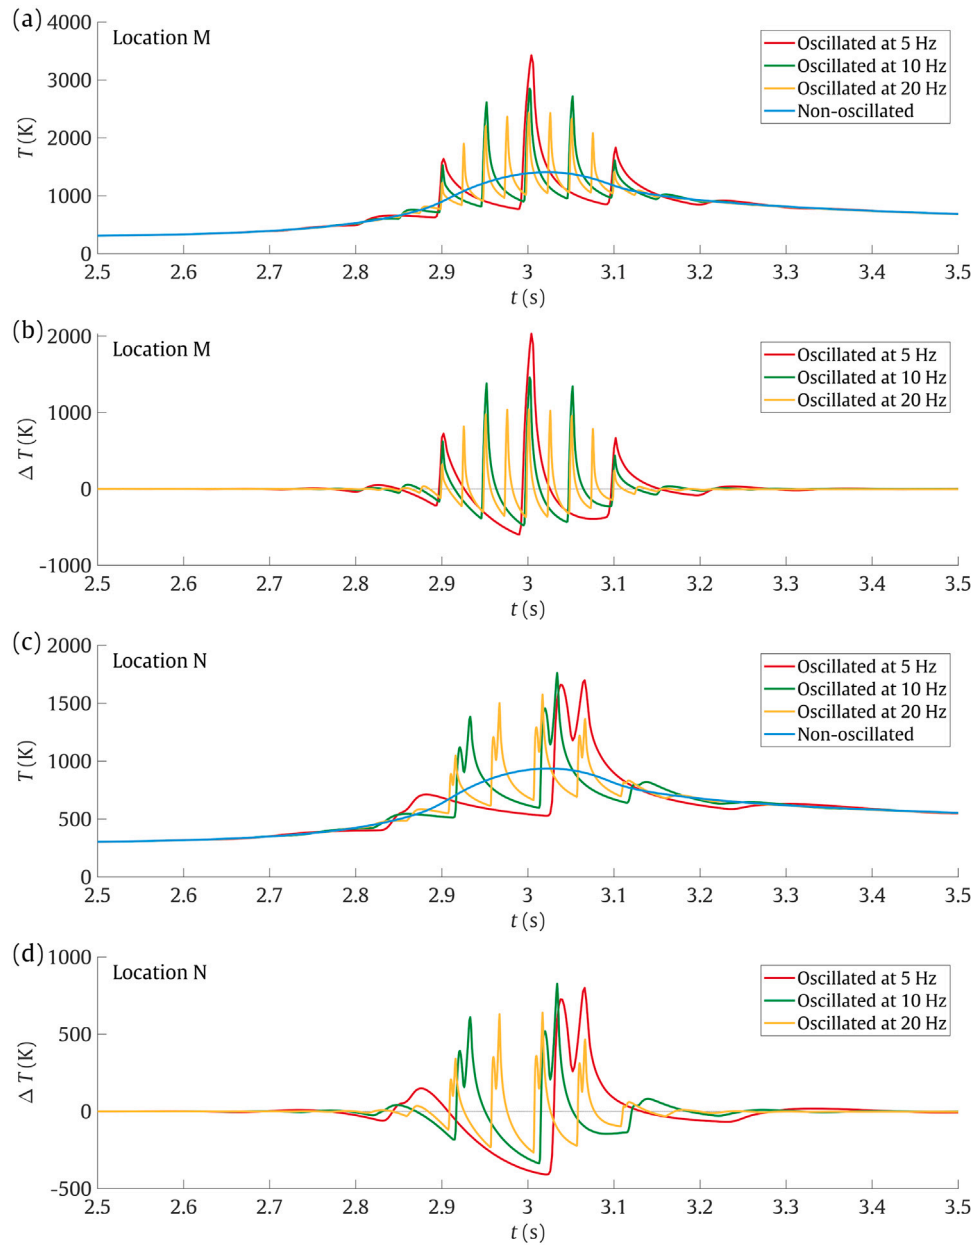 (a)
Location M
Oscillated at 5 Hz
Oscillated at 10 Hz
Oscillated at 20 Hz
Non-oscillated
T (K)
4000
3000
2000
1000
0
2.5 2.6 2.7 2.8 2.9 3 3.1 3.2 3.3 3.4 3.5
t (s)
(b)
Location M
Oscillated at 5 Hz
Oscillated at 10 Hz
Oscillated at 20 Hz
Δ T (K)
2000
1000
0
-1000
2.5 2.6 2.7 2.8 2.9 3 3.1 3.2 3.3 3.4 3.5
t (s)
(c)
Location N
Oscillated at 5 Hz
Oscillated at 10 Hz
Oscillated at 20 Hz
Non-oscillated
T (K)
2000
1500
1000
500
0
2.5 2.6 2.7 2.8 2.9 3 3.1 3.2 3.3 3.4 3.5
t (s)
(d)
Location N
Oscillated at 5 Hz
Oscillated at 10 Hz
Oscillated at 20 Hz
Δ T (K)
1000
500
0
-500
2.5 2.6 2.7 2.8 2.9 3 3.1 3.2 3.3 3.4 3.5
t (s)